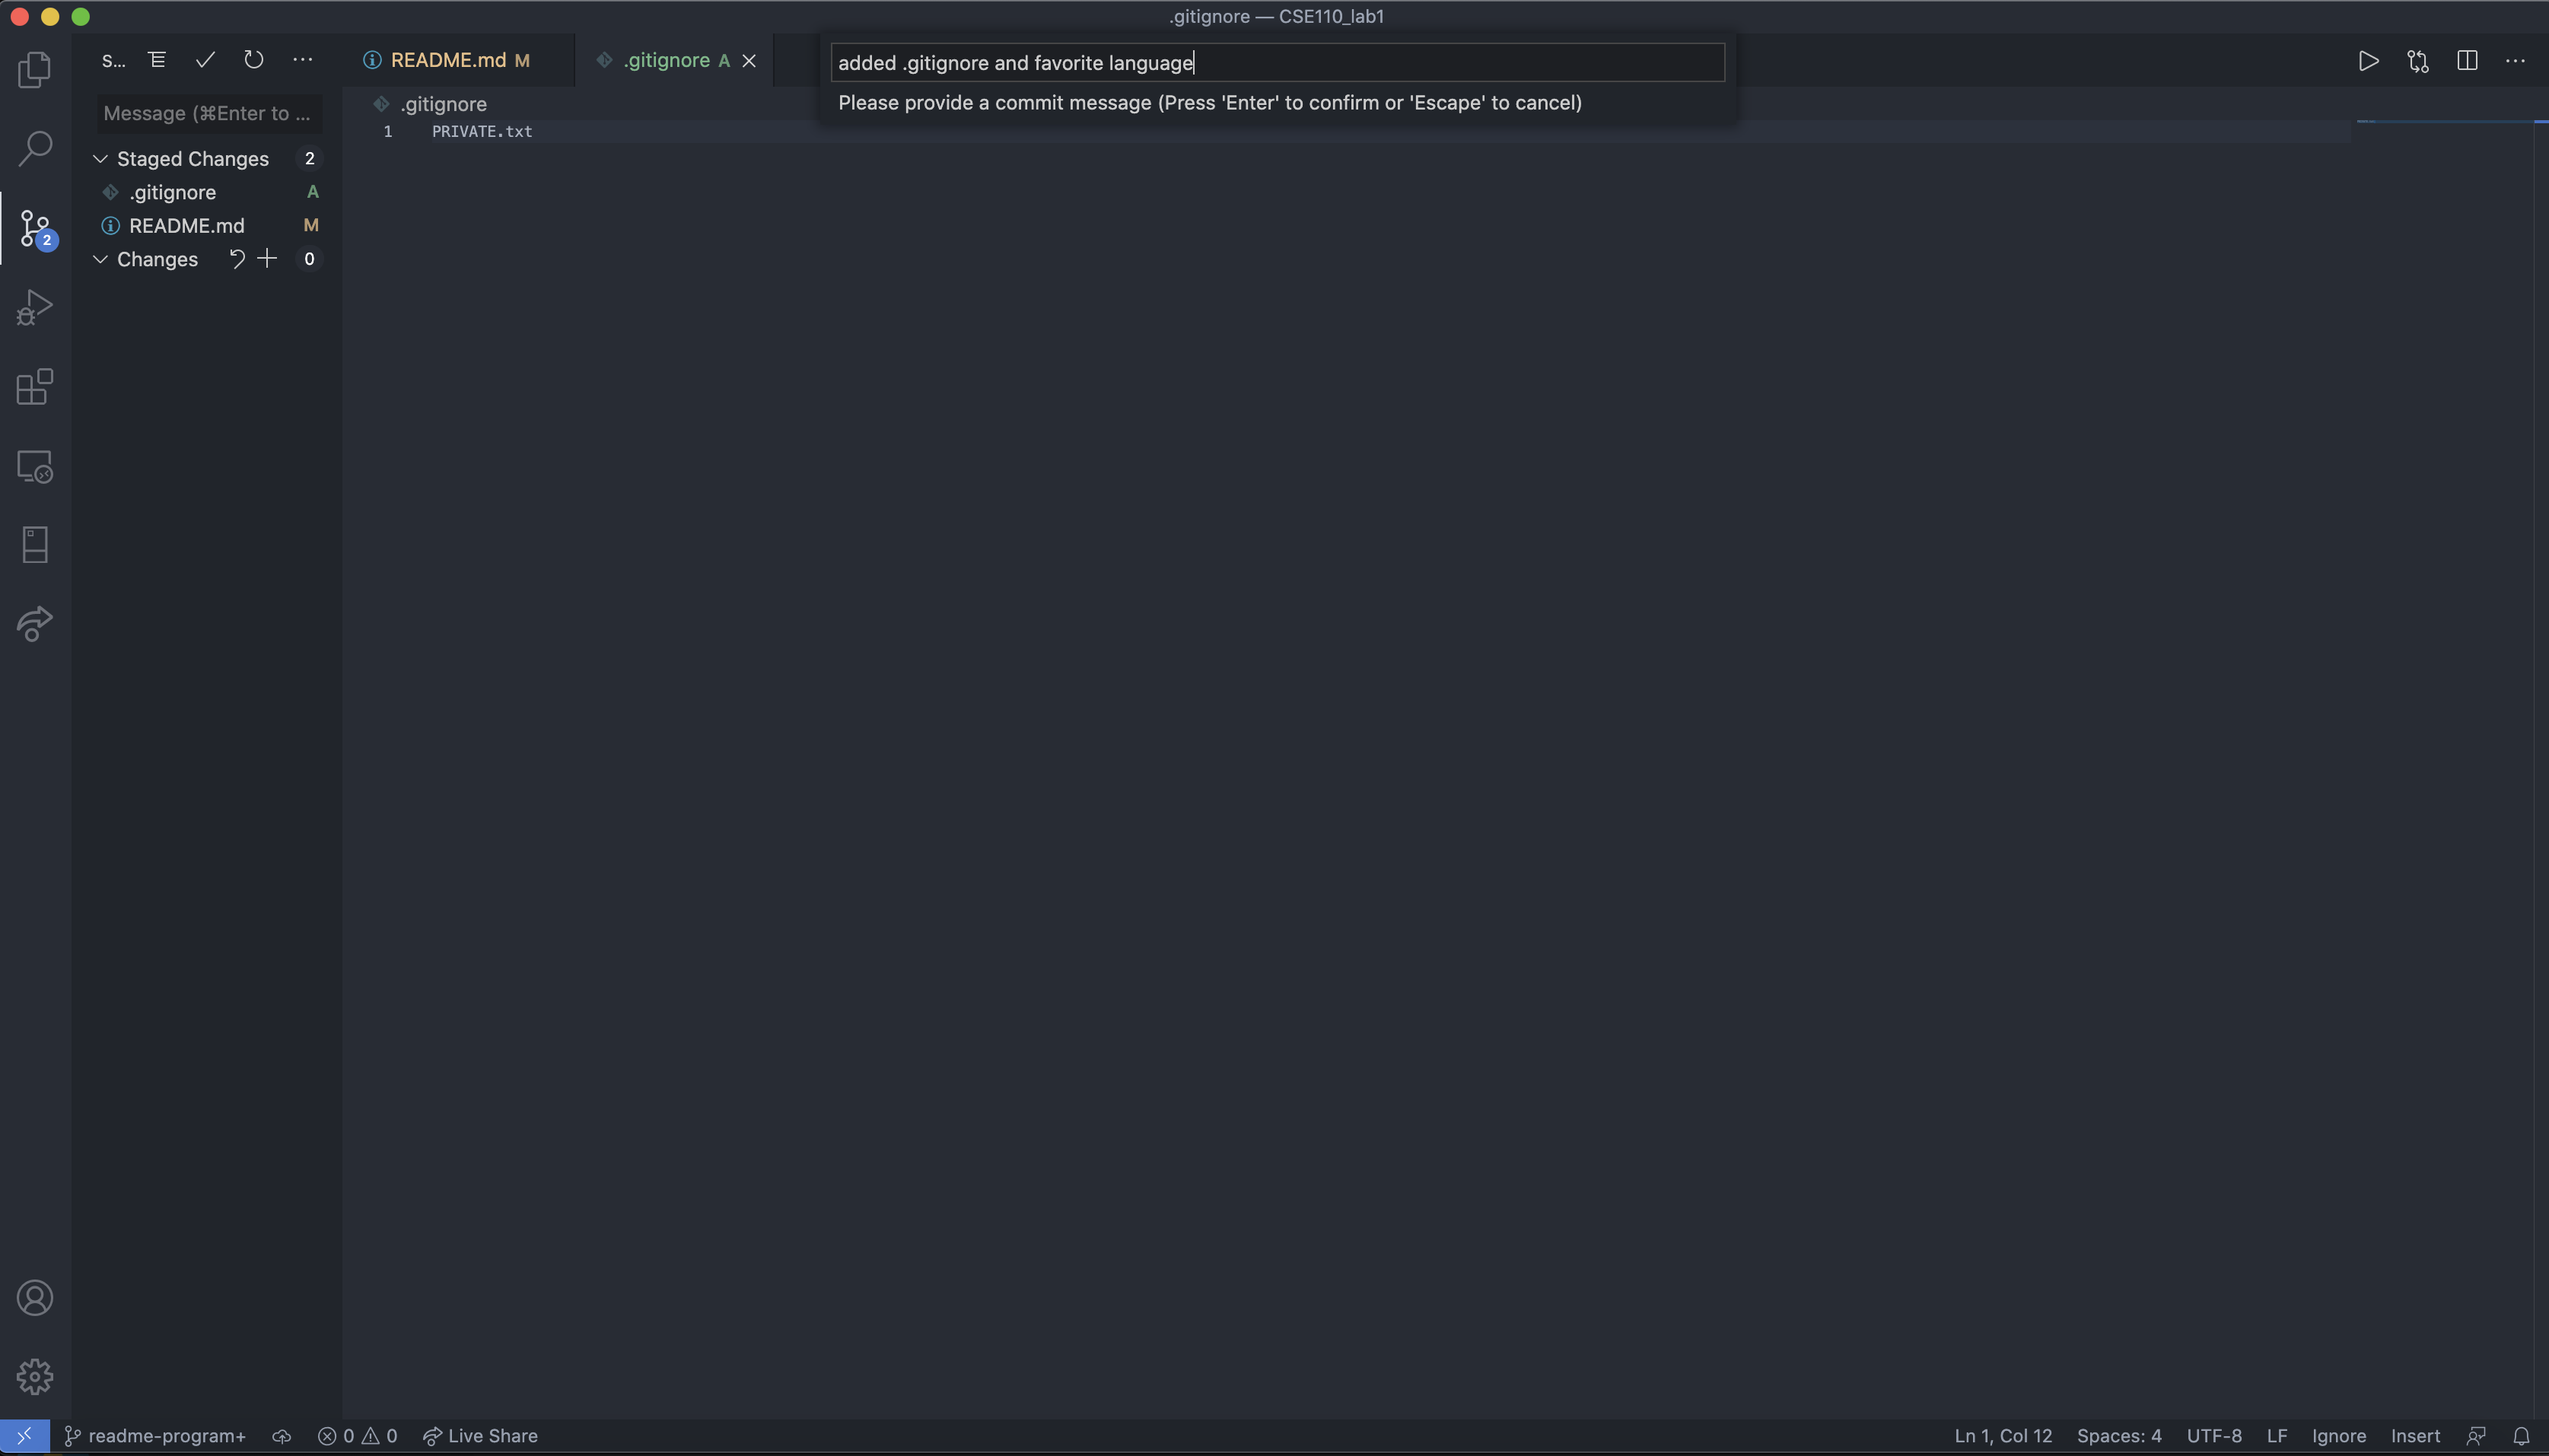 .gitignore — CSE110_lab1
S...
README.md M
.gitignore A
added .gitignore and favorite language
Please provide a commit message (Press 'Enter' to confirm or 'Escape' to cancel)
Message (⌘Enter to ...
.gitignore
1 PRIVATE.txt
Staged Changes 2
.gitignore A
README.md M
2
Changes 0
readme-program+ 0 0 Live Share Ln 1, Col 12 Spaces: 4 UTF-8 LF Ignore Insert